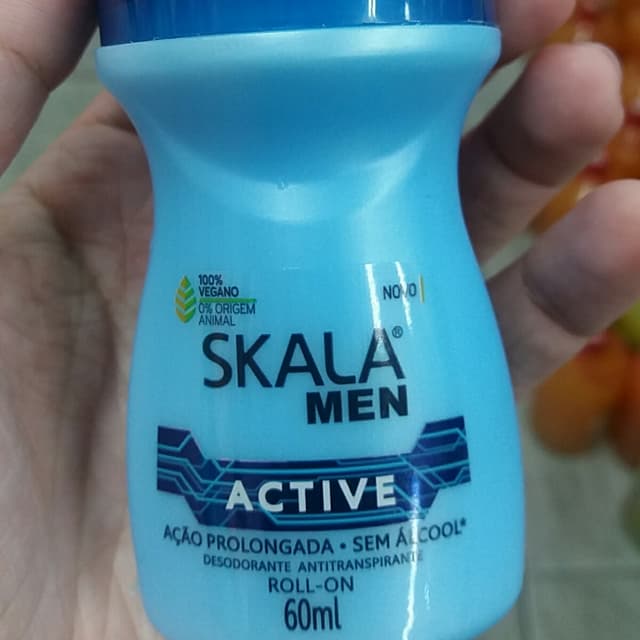 100%
VEGANO
0% ORIGEM
ANIMAL
NOVO
SKALA®
MEN
ACTIVE
AÇÃO PROLONGADA • SEM ÁLCOOL*
DESODORANTE ANTITRANSPIRANTE
ROLL-ON
60ml